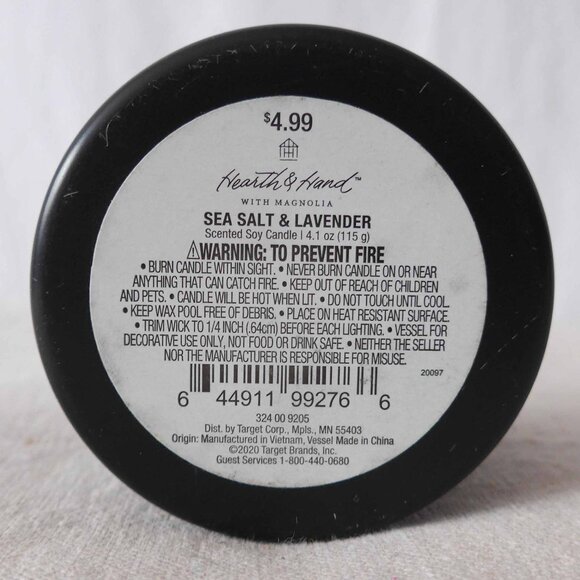 $4.99
Hearth & Hand™
WITH MAGNOLIA
SEA SALT & LAVENDER
Scented Soy Candle | 4.1 oz (115 g)
⚠WARNING: TO PREVENT FIRE
• BURN CANDLE WITHIN SIGHT. • NEVER BURN CANDLE ON OR NEAR
ANYTHING THAT CAN CATCH FIRE. • KEEP OUT OF REACH OF CHILDREN
AND PETS. • CANDLE WILL BE HOT WHEN LIT. • DO NOT TOUCH UNTIL COOL.
• KEEP WAX POOL FREE OF DEBRIS. • PLACE ON HEAT RESISTANT SURFACE.
• TRIM WICK TO 1/4 INCH (.64cm) BEFORE EACH LIGHTING. • VESSEL FOR
DECORATIVE USE ONLY, NOT FOOD OR DRINK SAFE. • NEITHER THE SELLER
NOR THE MANUFACTURER IS RESPONSIBLE FOR MISUSE.
20097
6 44911 99276 6
324 00 9205
Dist. by Target Corp., Mpls., MN 55403
Origin: Manufactured in Vietnam, Vessel Made in China
©2020 Target Brands, Inc.
Guest Services 1-800-440-0680